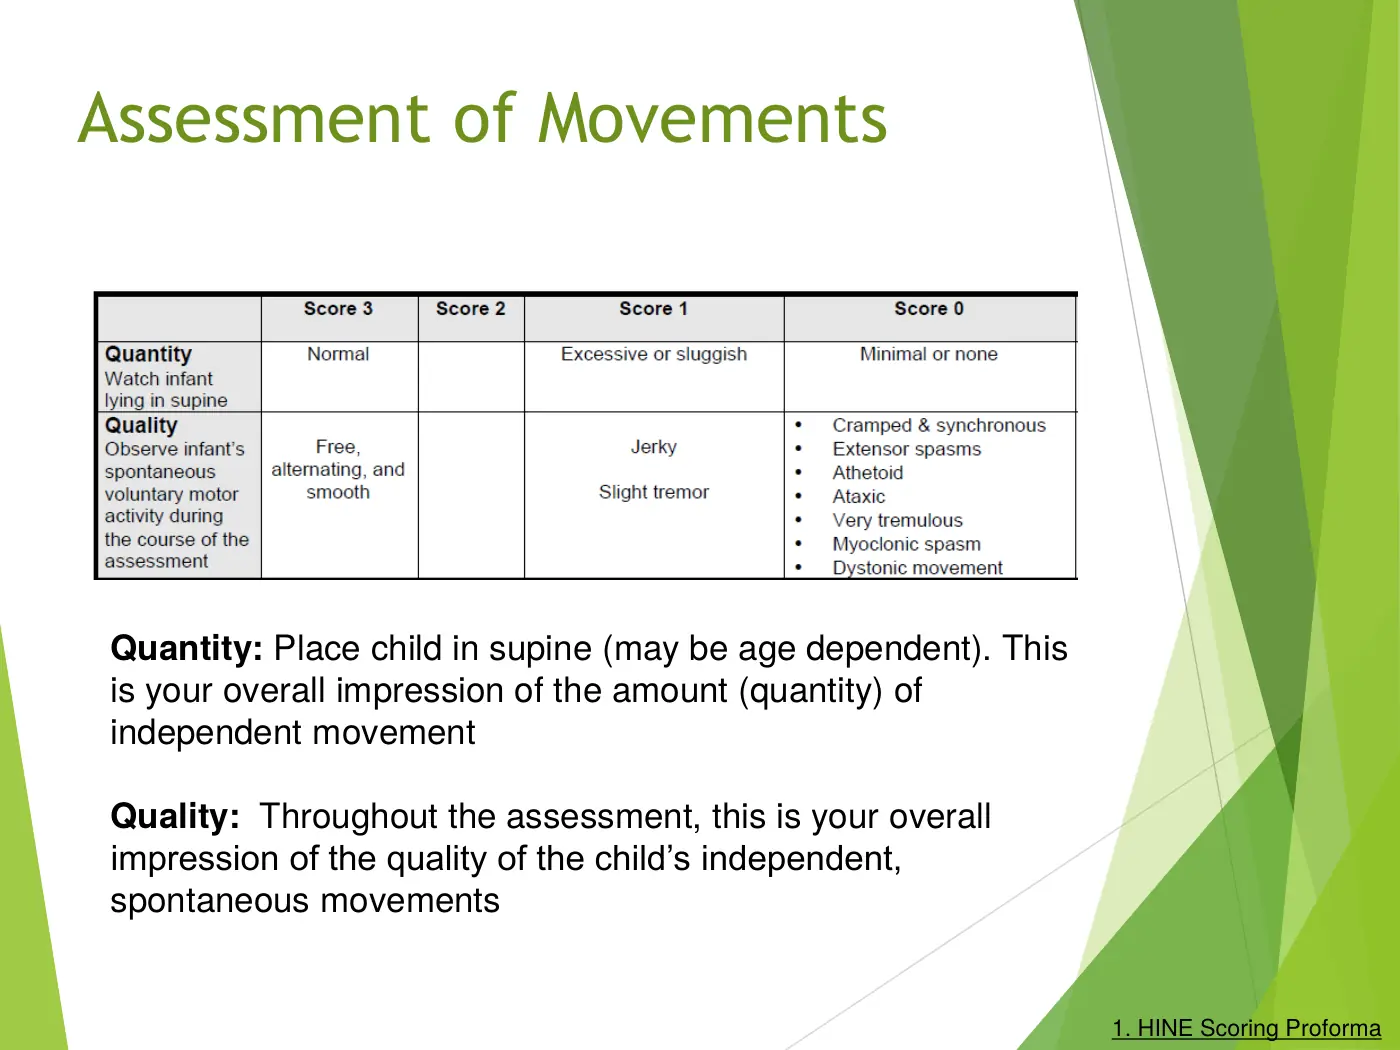 Assessment of Movements
Score 3 Score 2 Score 1 Score 0
Quantity
Watch infant
lying in supine
Normal
Excessive or sluggish
Minimal or none
Quality
Observe infant's
spontaneous
voluntary motor
activity during
the course of the
assessment
Free,
alternating, and
smooth
Jerky
Slight tremor
• Cramped & synchronous
• Extensor spasms
• Athetoid
• Ataxic
• Very tremulous
• Myoclonic spasm
• Dystonic movement
Quantity: Place child in supine (may be age dependent). This
is your overall impression of the amount (quantity) of
independent movement
Quality: Throughout the assessment, this is your overall
impression of the quality of the child’s independent,
spontaneous movements
1. HINE Scoring Proforma